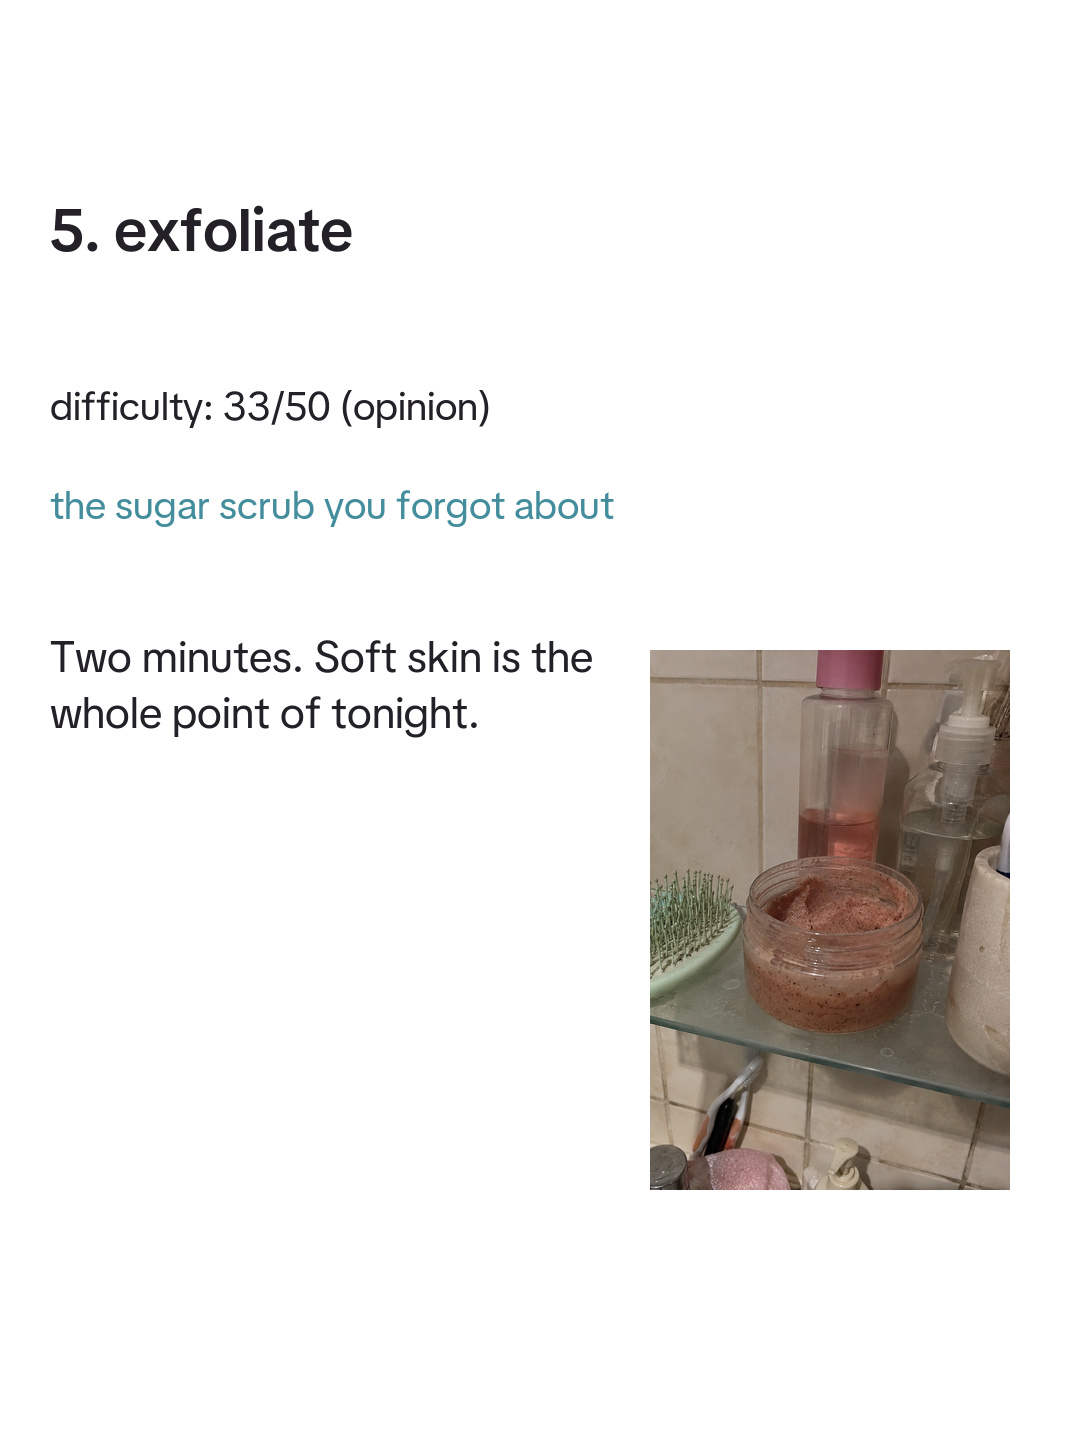 5. exfoliate
difficulty: 33/50 (opinion)
the sugar scrub you forgot about
Two minutes. Soft skin is the
whole point of tonight.